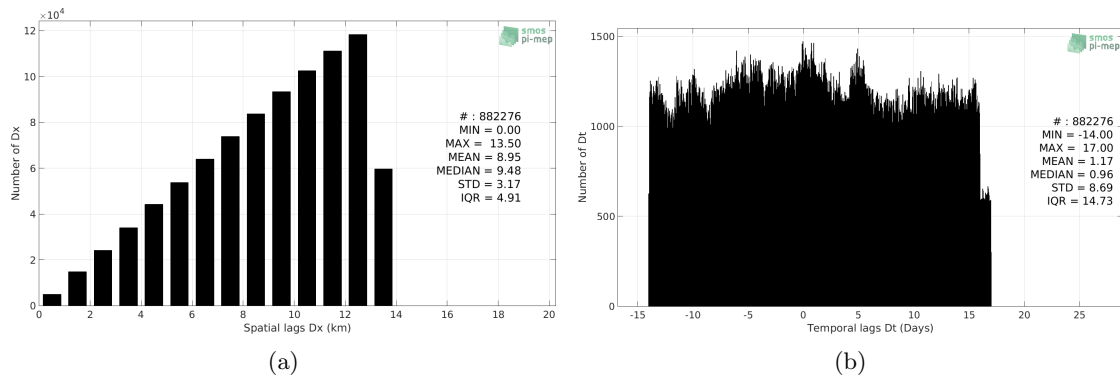 ×10⁴
12
10
8
6
4
2
0
0 2 4 6 8 10 12 14 16 18 20
Number of Dx
Spatial lags Dx (km)
smos
pi-mep
# : 882276
MIN = 0.00
MAX = 13.50
MEAN = 8.95
MEDIAN = 9.48
STD = 3.17
IQR = 4.91
(a)
1500
1000
500
0
-15 -10 -5 0 5 10 15 20 25
Number of Dt
Temporal lags Dt (Days)
smos
pi-mep
# : 882276
MIN = -14.00
MAX = 17.00
MEAN = 1.17
MEDIAN = 0.96
STD = 8.69
IQR = 14.73
(b)